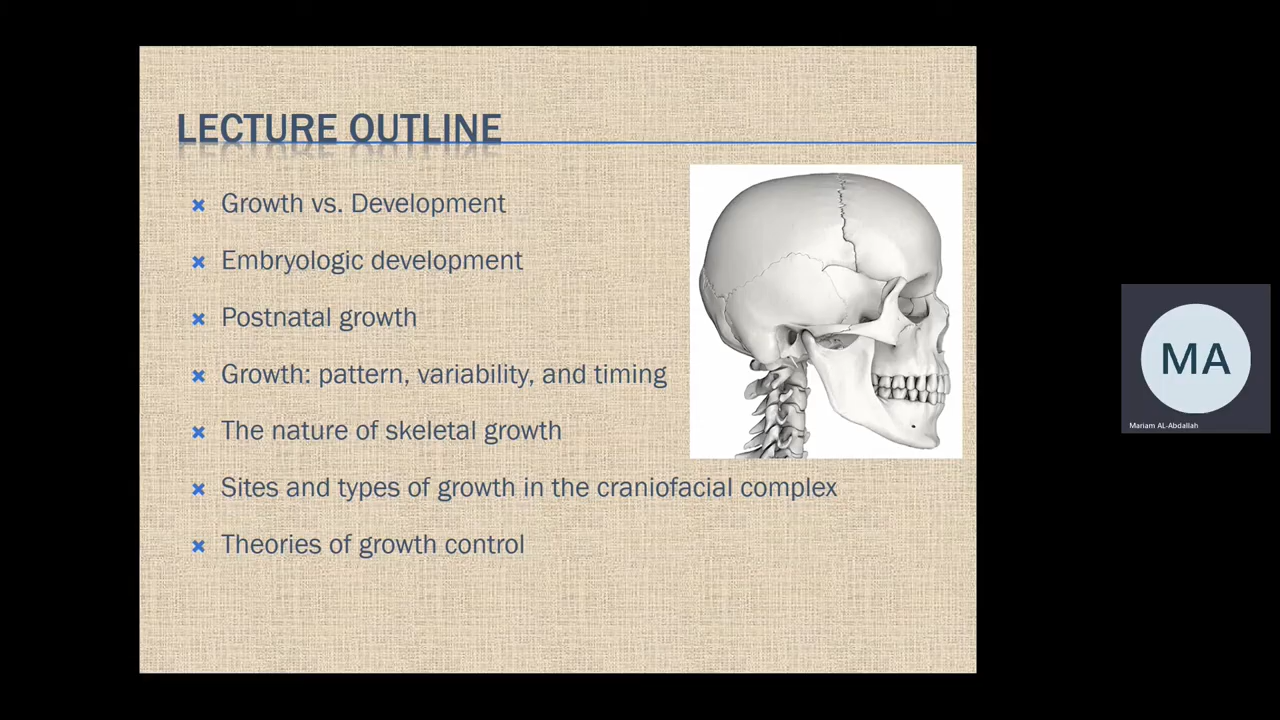 LECTURE OUTLINE
Growth vs. Development
Embryologic development
Postnatal growth
Growth: pattern, variability, and timing
The nature of skeletal growth
Sites and types of growth in the craniofacial complex
Theories of growth control
MA
Mariam AL-Abdallah